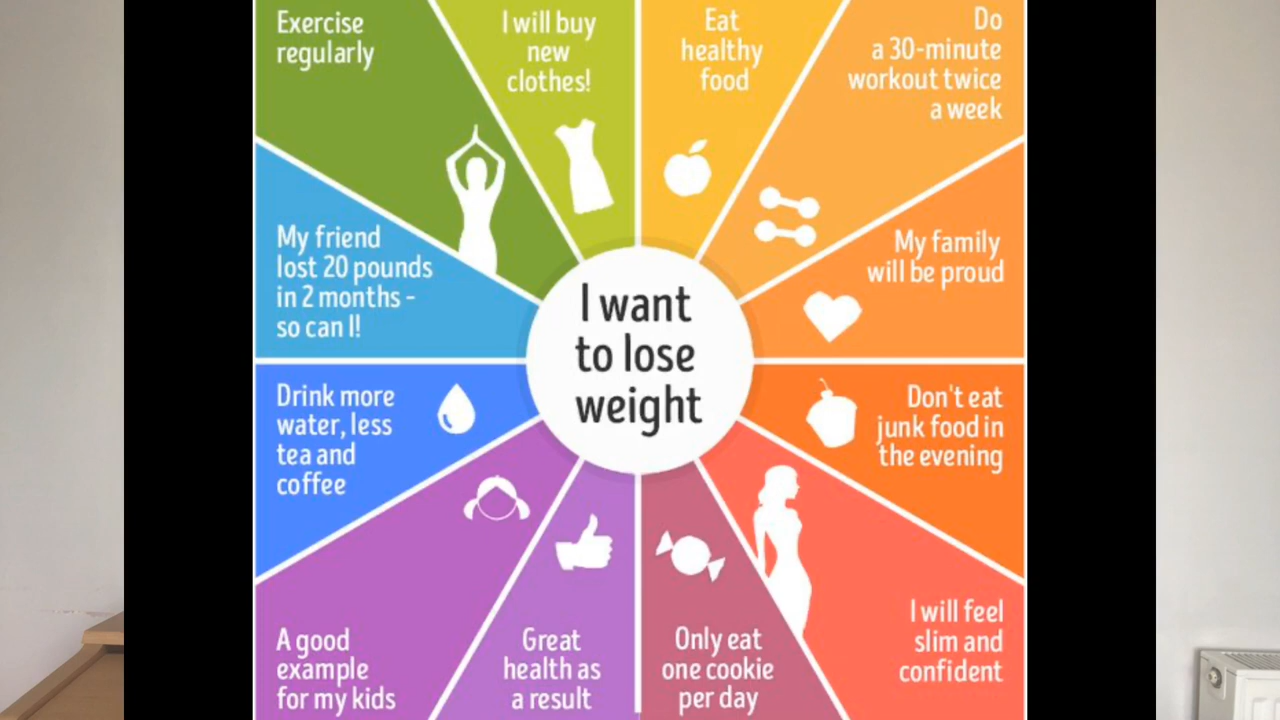 Exercise
regularly
I will buy
new
clothes!
Eat
healthy
food
Do
a 30-minute
workout twice
a week
My friend
lost 20 pounds
in 2 months -
so can I!
My family
will be proud
I want
to lose
weight
Drink more
water, less
tea and
coffee
Don't eat
junk food in
the evening
A good
example
for my kids
Great
health as
a result
Only eat
one cookie
per day
I will feel
slim and
confident